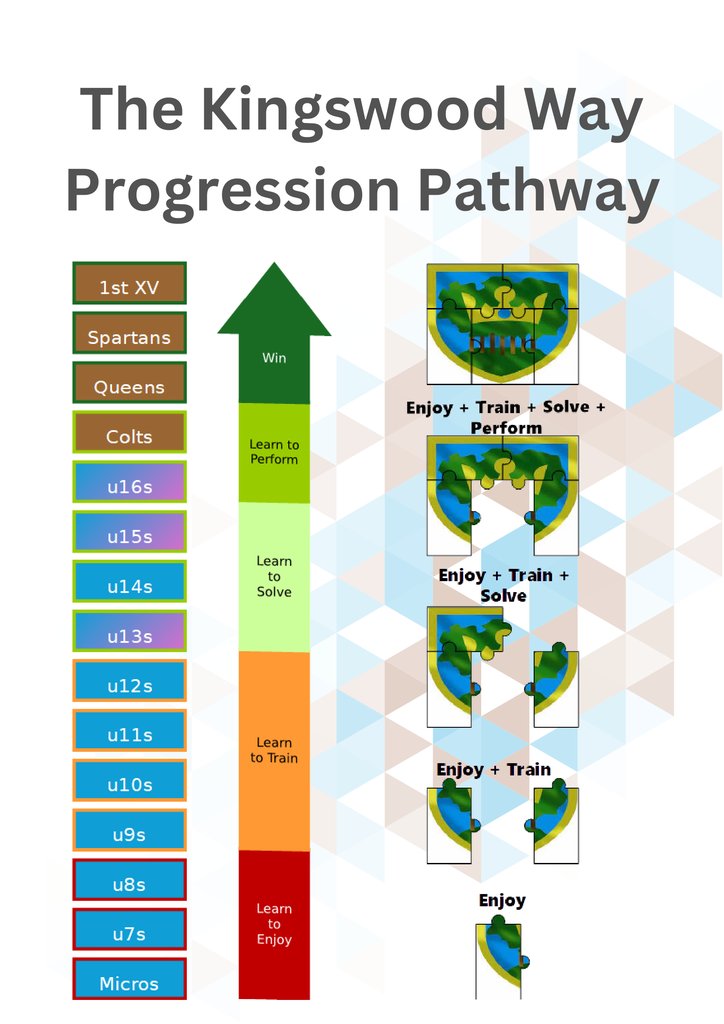 The Kingswood Way
Progression Pathway
1st XV
Spartans
Queens
Colts
u16s
u15s
u14s
u13s
u12s
u11s
u10s
u9s
u8s
u7s
Micros
Win
Learn to
Perform
Learn
to
Solve
Learn
to Train
Learn
to
Enjoy
Enjoy + Train + Solve +
Perform
Enjoy + Train +
Solve
Enjoy + Train
Enjoy